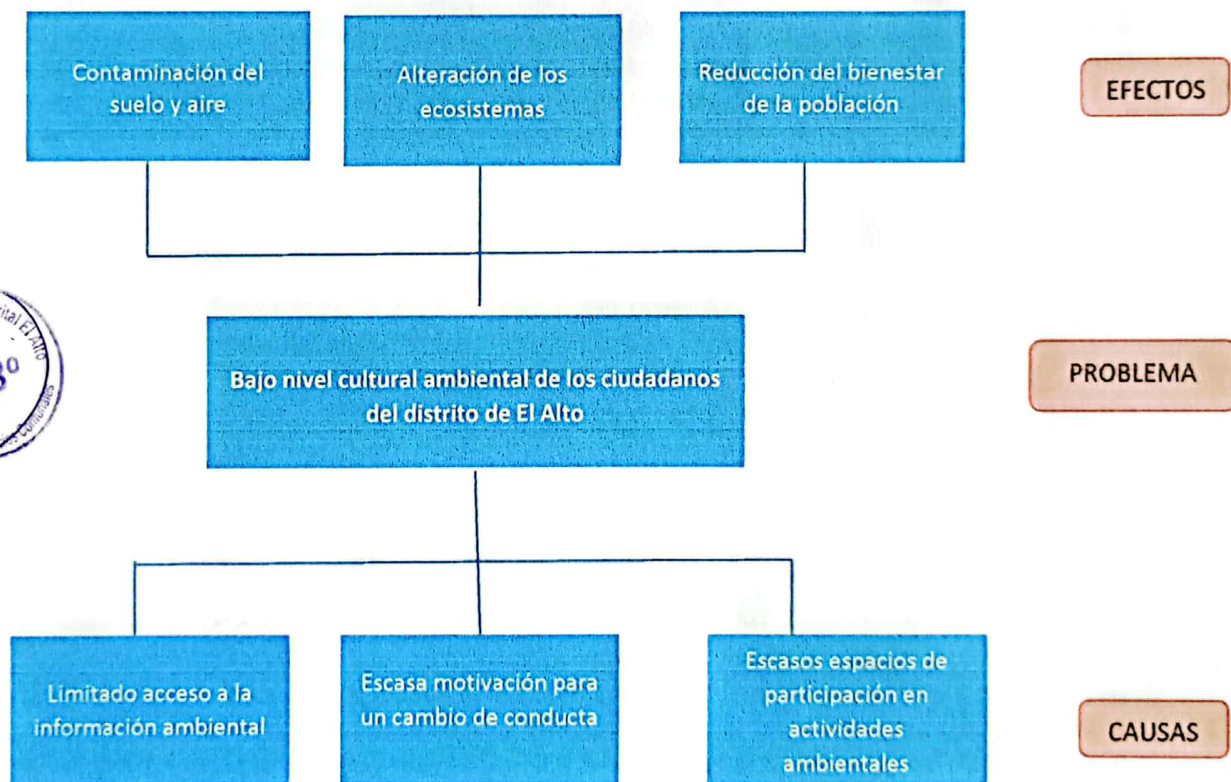 Contaminación del
suelo y aire
Alteración de los
ecosistemas
Reducción del bienestar
de la población
EFECTOS
El Alto
Bajo nivel cultural ambiental de los ciudadanos
del distrito de El Alto
PROBLEMA
Limitado acceso a la
información ambiental
Escasa motivación para
un cambio de conducta
Escasos espacios de
participación en
actividades
ambientales
CAUSAS